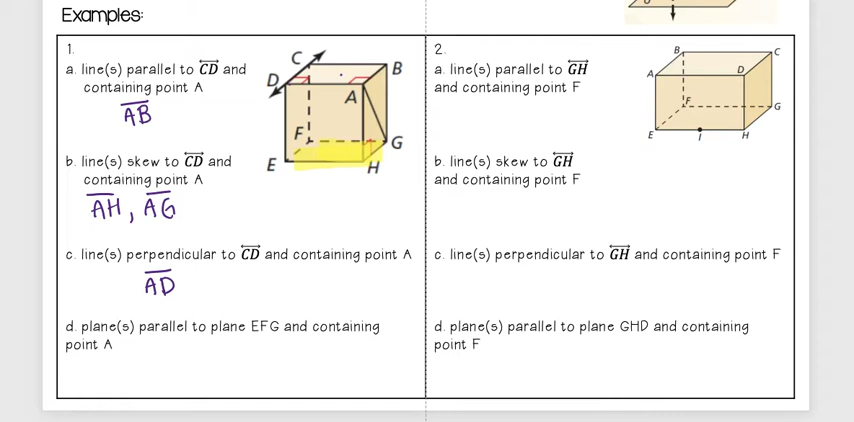 Examples:
1.
a. line(s) parallel to CD and
containing point A
AB
b. line(s) skew to CD and
containing point A
AH, AG
c. line(s) perpendicular to CD and containing point A
AD
d. plane(s) parallel to plane EFG and containing
point A
C
B
D
A
F
G
E
H
2.
a. line(s) parallel to GH
and containing point F
b. line(s) skew to GH
and containing point F
c. line(s) perpendicular to GH and containing point F
d. plane(s) parallel to plane GHD and containing
point F
B
C
A
D
F
G
E
I
H